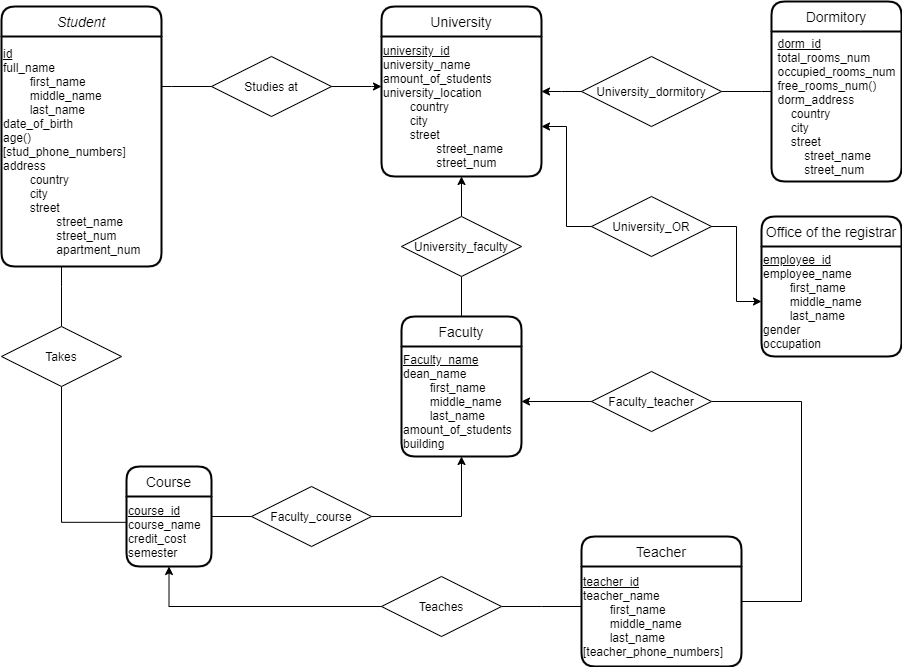 Student
id
full_name
first_name
middle_name
last_name
date_of_birth
age()
[stud_phone_numbers]
address
country
city
street
street_name
street_num
apartment_num
Studies at
University
university_id
university_name
amount_of_students
university_location
country
city
street
street_name
street_num
University_dormitory
Dormitory
dorm_id
total_rooms_num
occupied_rooms_num
free_rooms_num()
dorm_address
country
city
street
street_name
street_num
University_faculty
University_OR
Office of the registrar
employee_id
employee_name
first_name
middle_name
last_name
gender
occupation
Takes
Faculty
Faculty_name
dean_name
first_name
middle_name
last_name
amount_of_students
building
Faculty_teacher
Course
course_id
course_name
credit_cost
semester
Faculty_course
Teaches
Teacher
teacher_id
teacher_name
first_name
middle_name
last_name
[teacher_phone_numbers]